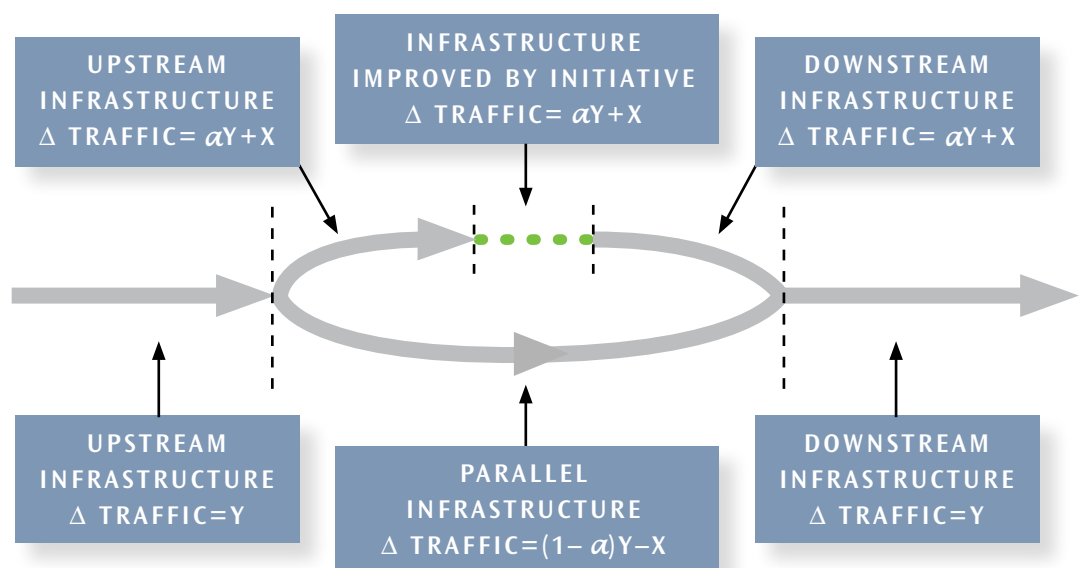 UPSTREAM
INFRASTRUCTURE
Δ TRAFFIC= αY+X
INFRASTRUCTURE
IMPROVED BY INITIATIVE
Δ TRAFFIC= αY+X
DOWNSTREAM
INFRASTRUCTURE
Δ TRAFFIC= αY+X
UPSTREAM
INFRASTRUCTURE
Δ TRAFFIC=Y
PARALLEL
INFRASTRUCTURE
Δ TRAFFIC=(1– α)Y–X
DOWNSTREAM
INFRASTRUCTURE
Δ TRAFFIC=Y